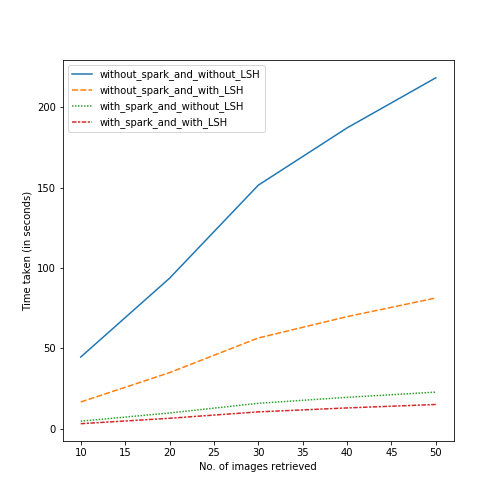 without_spark_and_without_LSH
without_spark_and_with_LSH
with_spark_and_without_LSH
with_spark_and_with_LSH
Time taken (in seconds)
200
150
100
50
0
10 15 20 25 30 35 40 45 50
No. of images retrieved